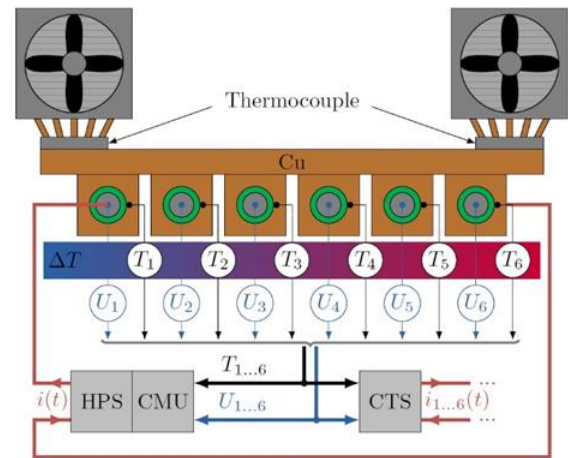 Thermocouple
Cu
ΔT T₁ T₂ T₃ T₄ T₅ T₆
U₁ U₂ U₃ U₄ U₅ U₆
T₁...₆
i(t) HPS CMU CTS i₁...₆(t) ...
U₁...₆ ...